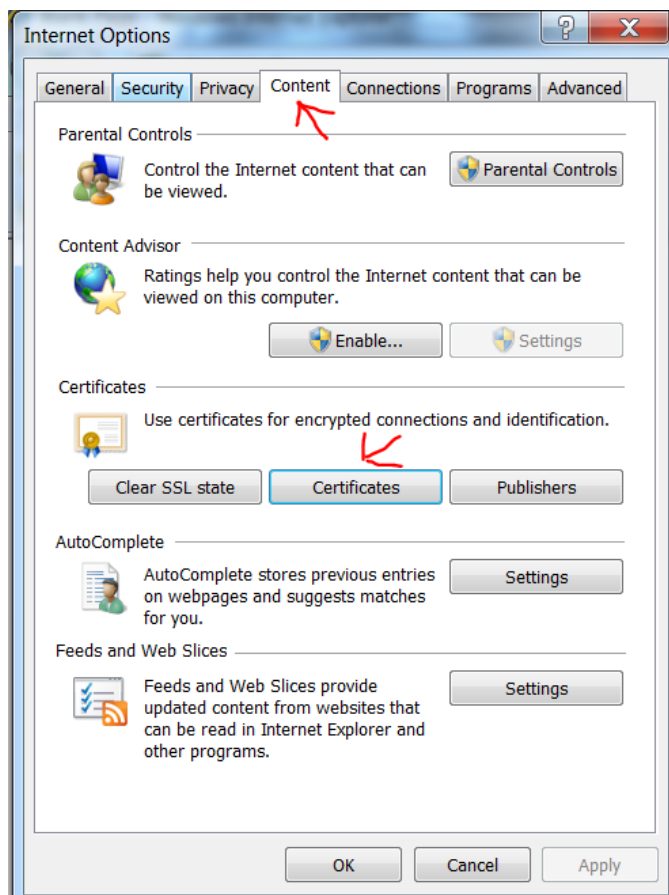 Internet Options
General Security Privacy Content Connections Programs Advanced
Parental Controls
Control the Internet content that can
be viewed.
Parental Controls
Content Advisor
Ratings help you control the Internet content that can be
viewed on this computer.
Enable...
Settings
Certificates
Use certificates for encrypted connections and identification.
Clear SSL state
Certificates
Publishers
AutoComplete
AutoComplete stores previous entries
on webpages and suggests matches
for you.
Settings
Feeds and Web Slices
Feeds and Web Slices provide
updated content from websites that
can be read in Internet Explorer and
other programs.
Settings
OK
Cancel
Apply